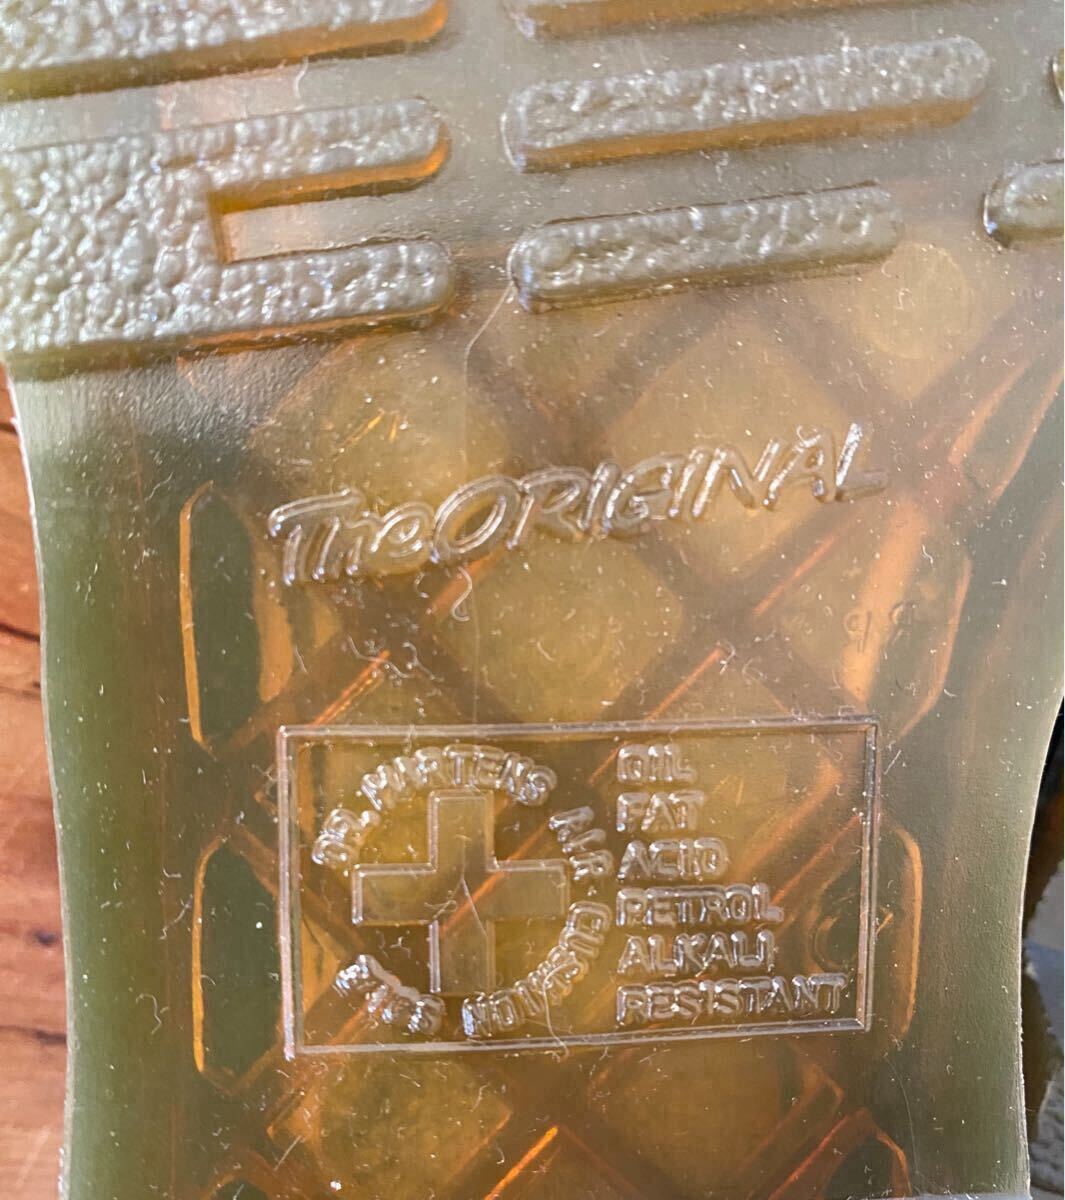 The ORIGINAL
DR. MARTENS AIR-CUSHION SOLES
OIL
FAT
ACID
PETROL
ALKALI
RESISTANT